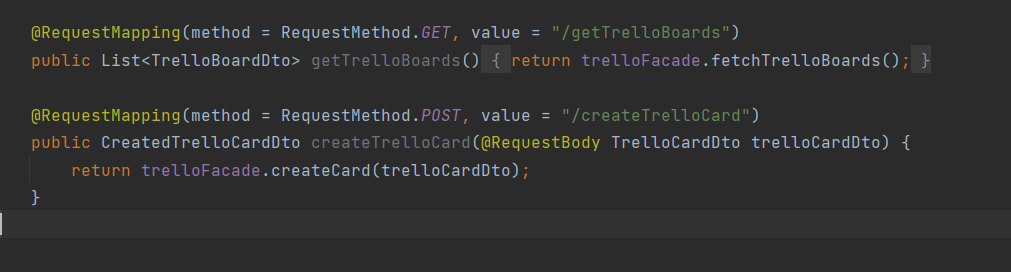 @RequestMapping(method = RequestMethod.GET, value = "/getTrelloBoards")
public List<TrelloBoardDto> getTrelloBoards() { return trelloFacade.fetchTrelloBoards(); }
@RequestMapping(method = RequestMethod.POST, value = "/createTrelloCard")
public CreatedTrelloCardDto createTrelloCard(@RequestBody TrelloCardDto trelloCardDto) {
    return trelloFacade.createCard(trelloCardDto);
}